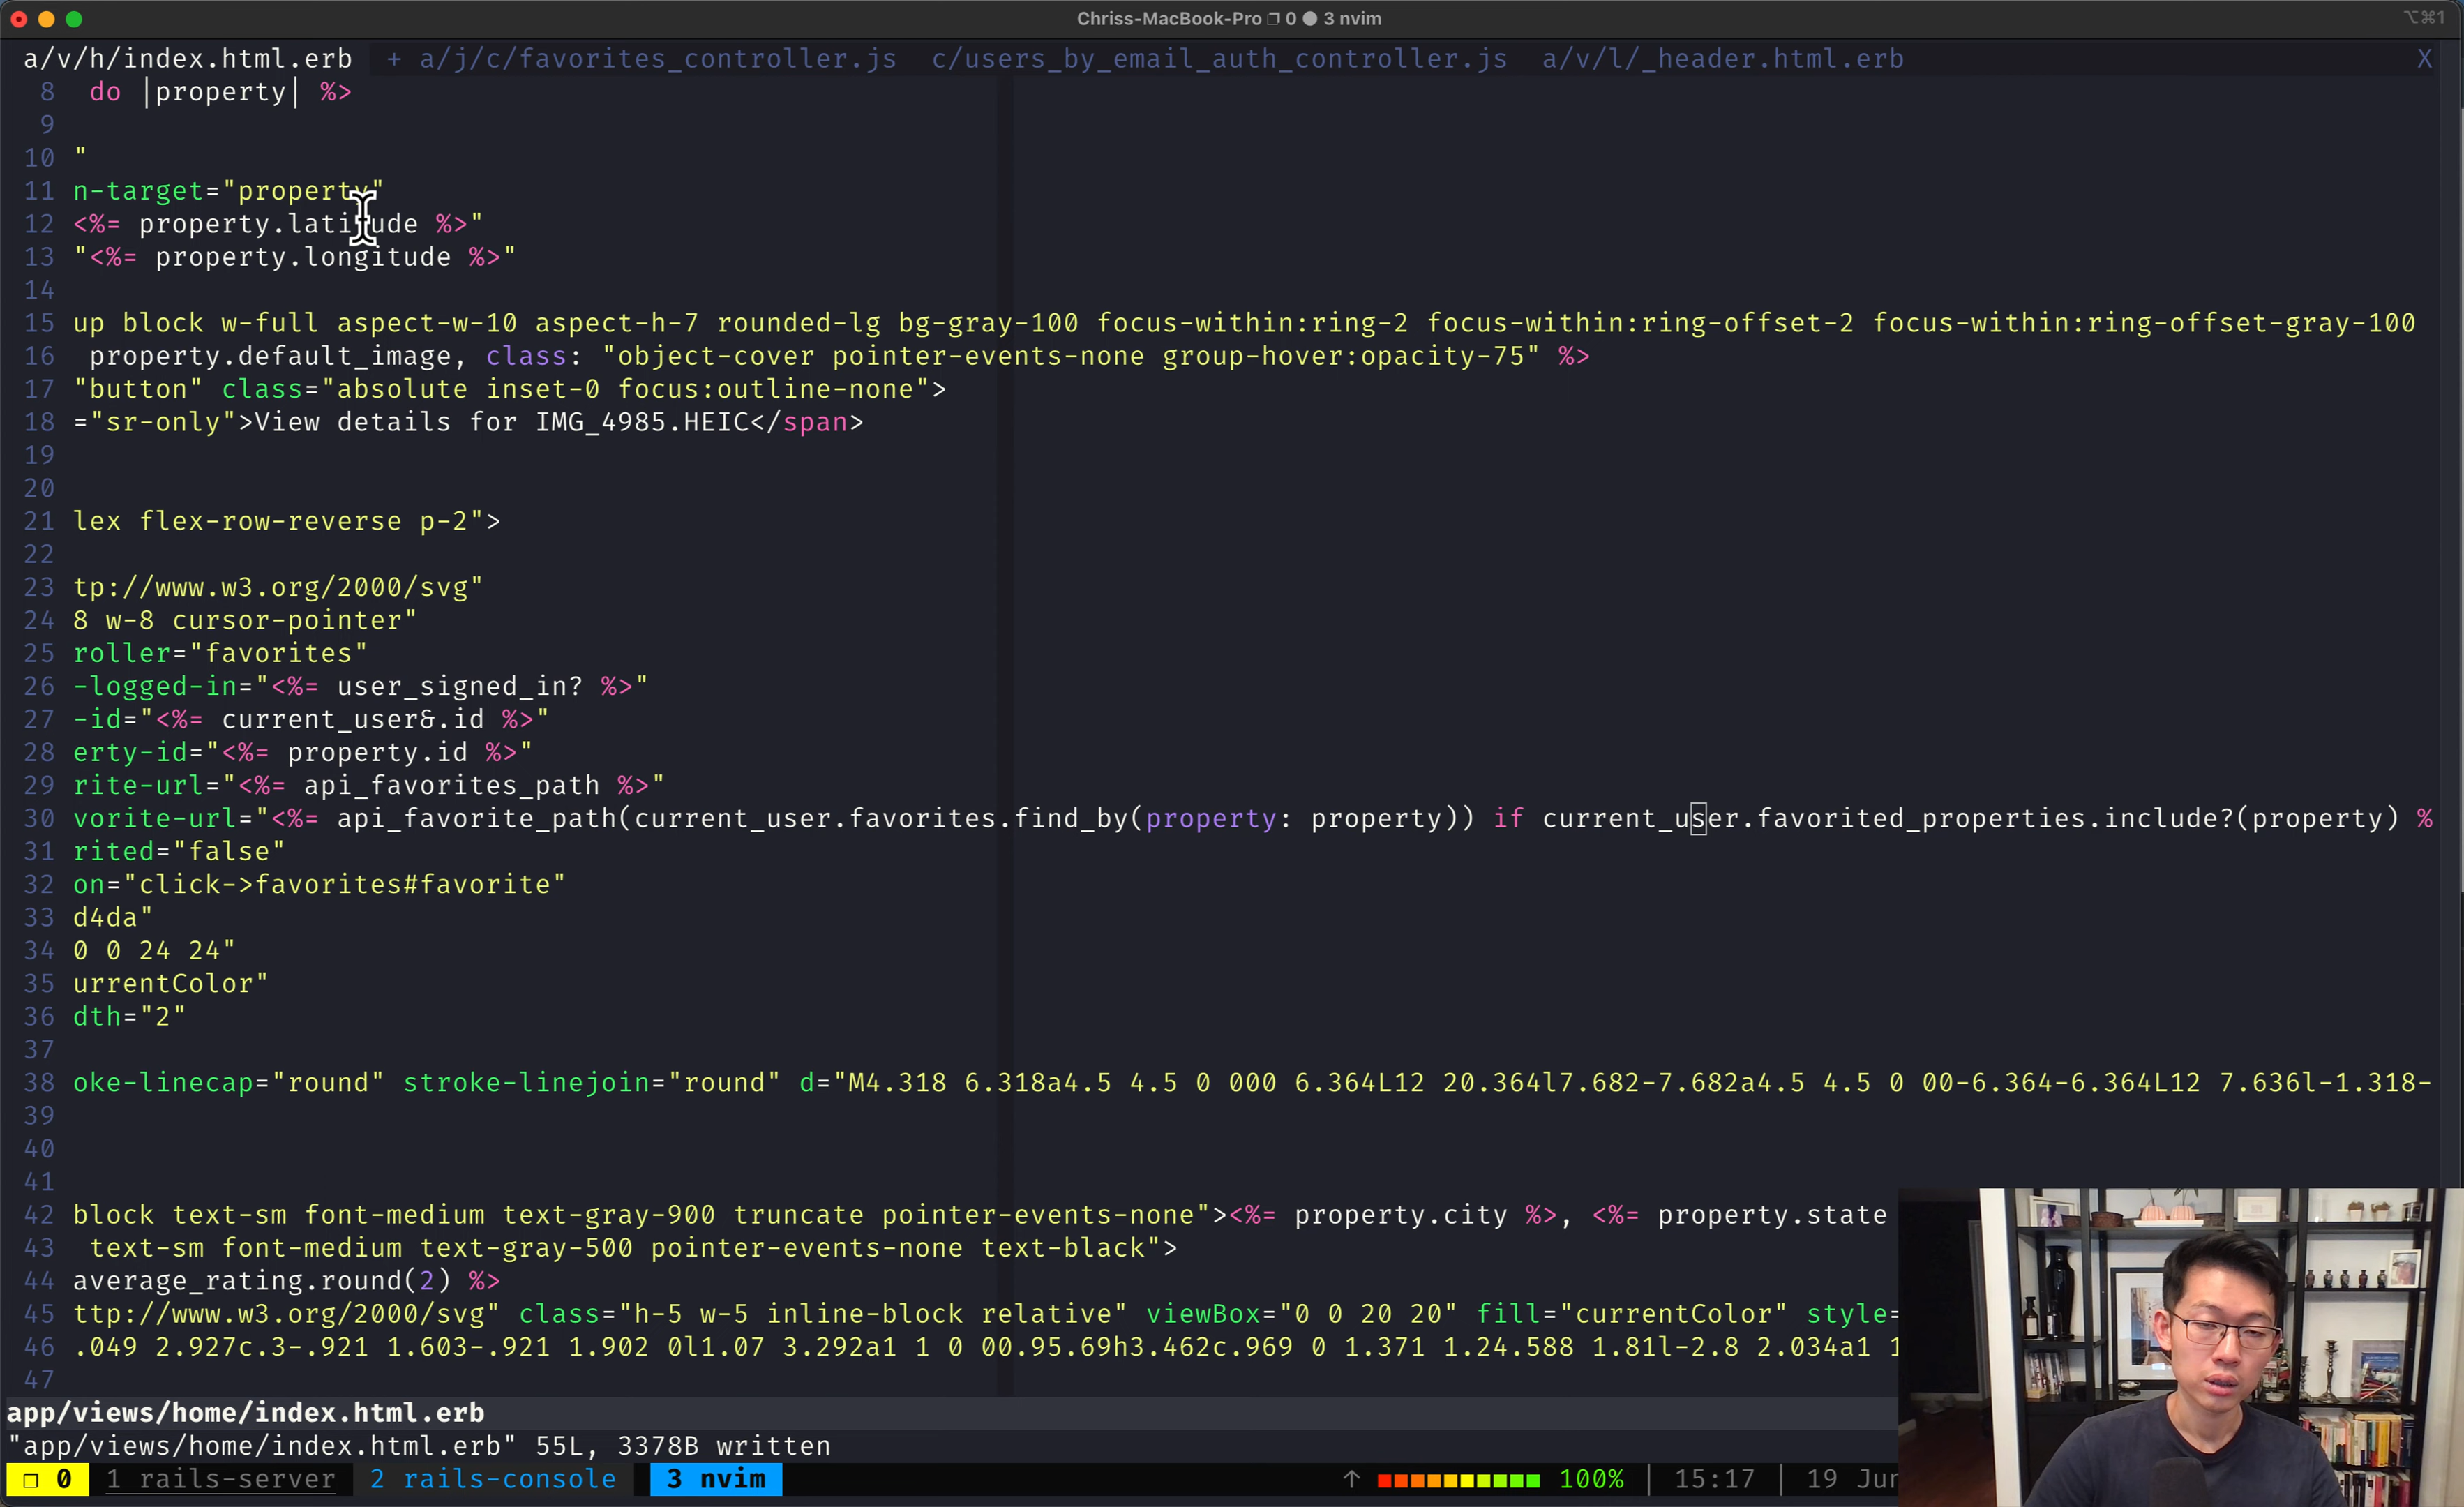 Chriss-MacBook-Pro ❐ 0 ● 3 nvim
⌥⌘1
a/v/h/index.html.erb + a/j/c/favorites_controller.js c/users_by_email_auth_controller.js a/v/l/_header.html.erb X
8 do |property| %>
9
10 "
11 n-target="property"
12 <%= property.latitude %>"
13 "<%= property.longitude %>"
14
15 up block w-full aspect-w-10 aspect-h-7 rounded-lg bg-gray-100 focus-within:ring-2 focus-within:ring-offset-2 focus-within:ring-offset-gray-100
16 property.default_image, class: "object-cover pointer-events-none group-hover:opacity-75" %>
17 "button" class="absolute inset-0 focus:outline-none">
18 ="sr-only">View details for IMG_4985.HEIC</span>
19
20
21 lex flex-row-reverse p-2">
22
23 tp://www.w3.org/2000/svg"
24 8 w-8 cursor-pointer"
25 roller="favorites"
26 -logged-in="<%= user_signed_in? %>"
27 -id="<%= current_user&.id %>"
28 erty-id="<%= property.id %>"
29 rite-url="<%= api_favorites_path %>"
30 vorite-url="<%= api_favorite_path(current_user.favorites.find_by(property: property)) if current_user.favorited_properties.include?(property) %
31 rited="false"
32 on="click->favorites#favorite"
33 d4da"
34 0 0 24 24"
35 urrentColor"
36 dth="2"
37
38 oke-linecap="round" stroke-linejoin="round" d="M4.318 6.318a4.5 4.5 0 000 6.364L12 20.364l7.682-7.682a4.5 4.5 0 00-6.364-6.364L12 7.636l-1.318-
39
40
41
42 block text-sm font-medium text-gray-900 truncate pointer-events-none"><%= property.city %>, <%= property.state
43 text-sm font-medium text-gray-500 pointer-events-none text-black">
44 average_rating.round(2) %>
45 ttp://www.w3.org/2000/svg" class="h-5 w-5 inline-block relative" viewBox="0 0 20 20" fill="currentColor" style=
46 .049 2.927c.3-.921 1.603-.921 1.902 0l1.07 3.292a1 1 0 00.95.69h3.462c.969 0 1.371 1.24.588 1.81l-2.8 2.034a1 1
47
app/views/home/index.html.erb
"app/views/home/index.html.erb" 55L, 3378B written
❐ 0 1 rails-server 2 rails-console 3 nvim ↑ 100% | 15:17 | 19 Jun